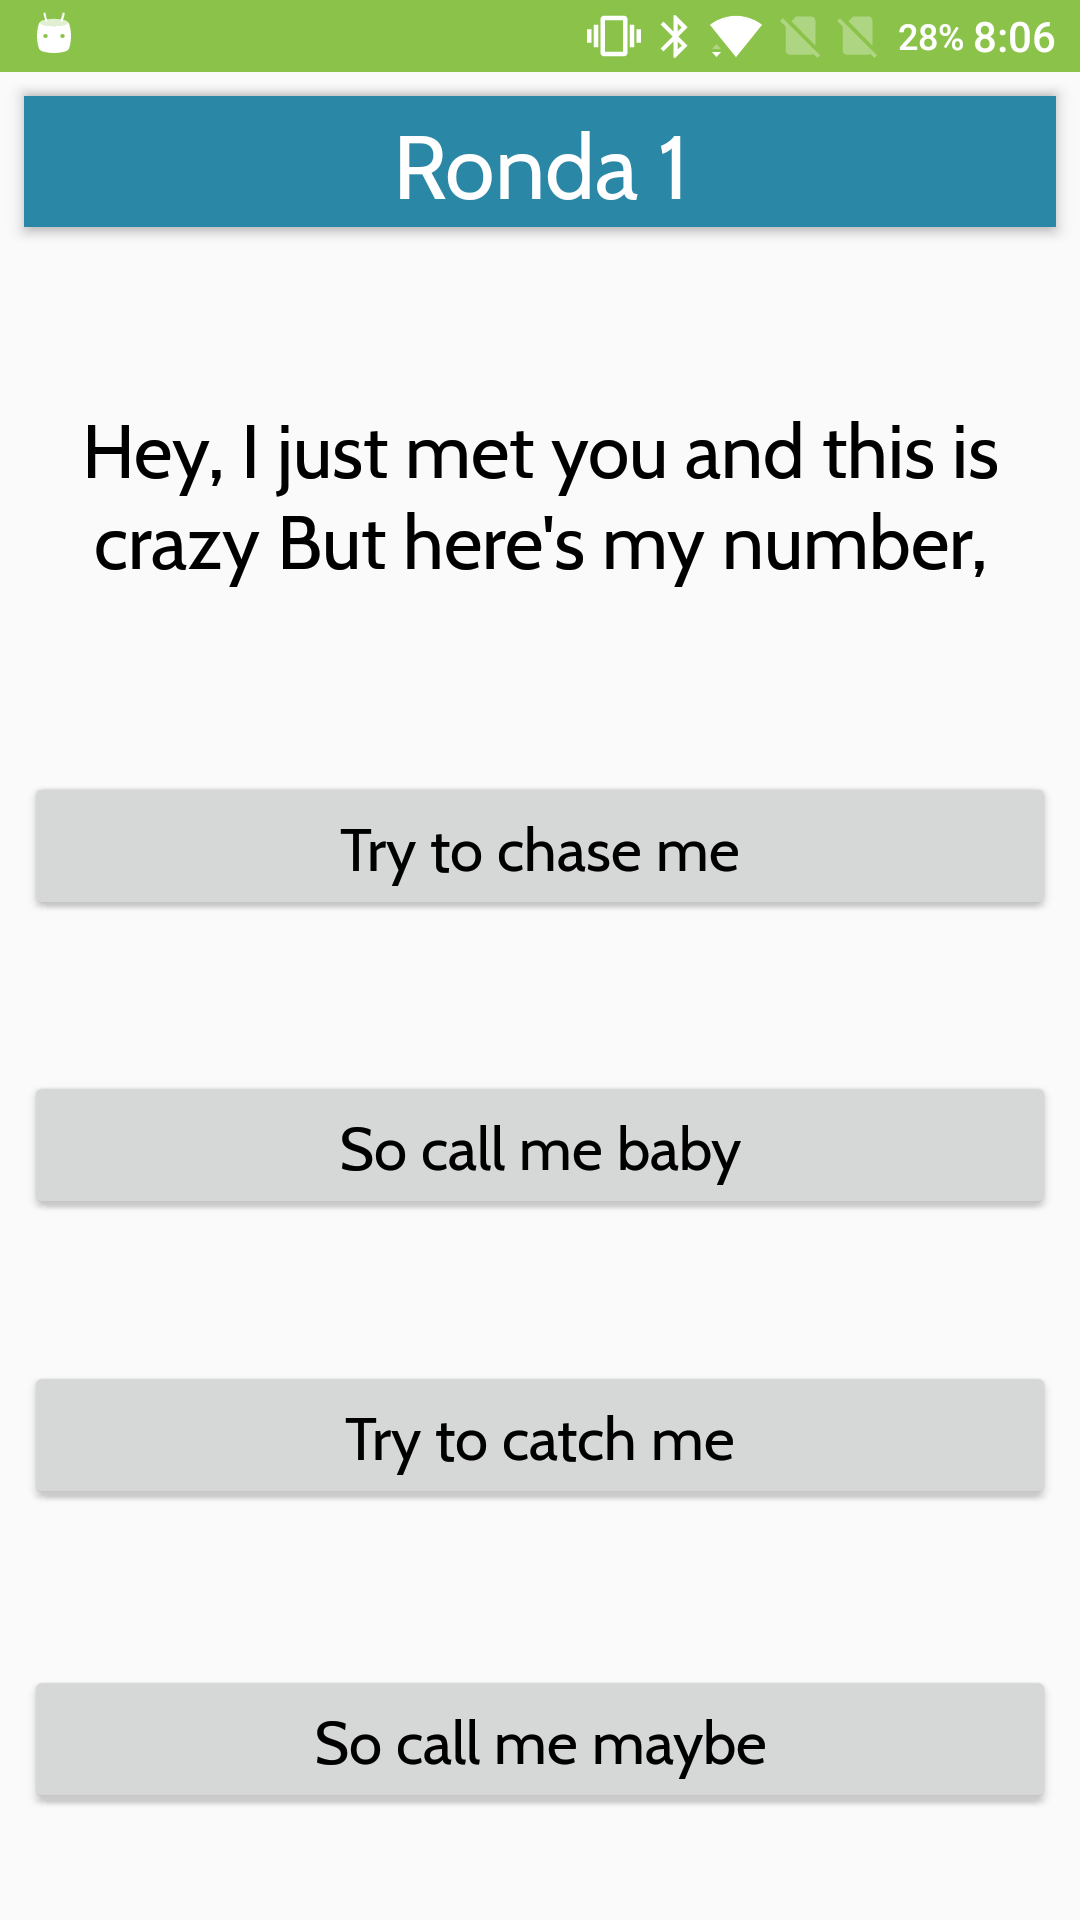 28% 8:06
Ronda 1
Hey, I just met you and this is
crazy But here's my number,
Try to chase me
So call me baby
Try to catch me
So call me maybe